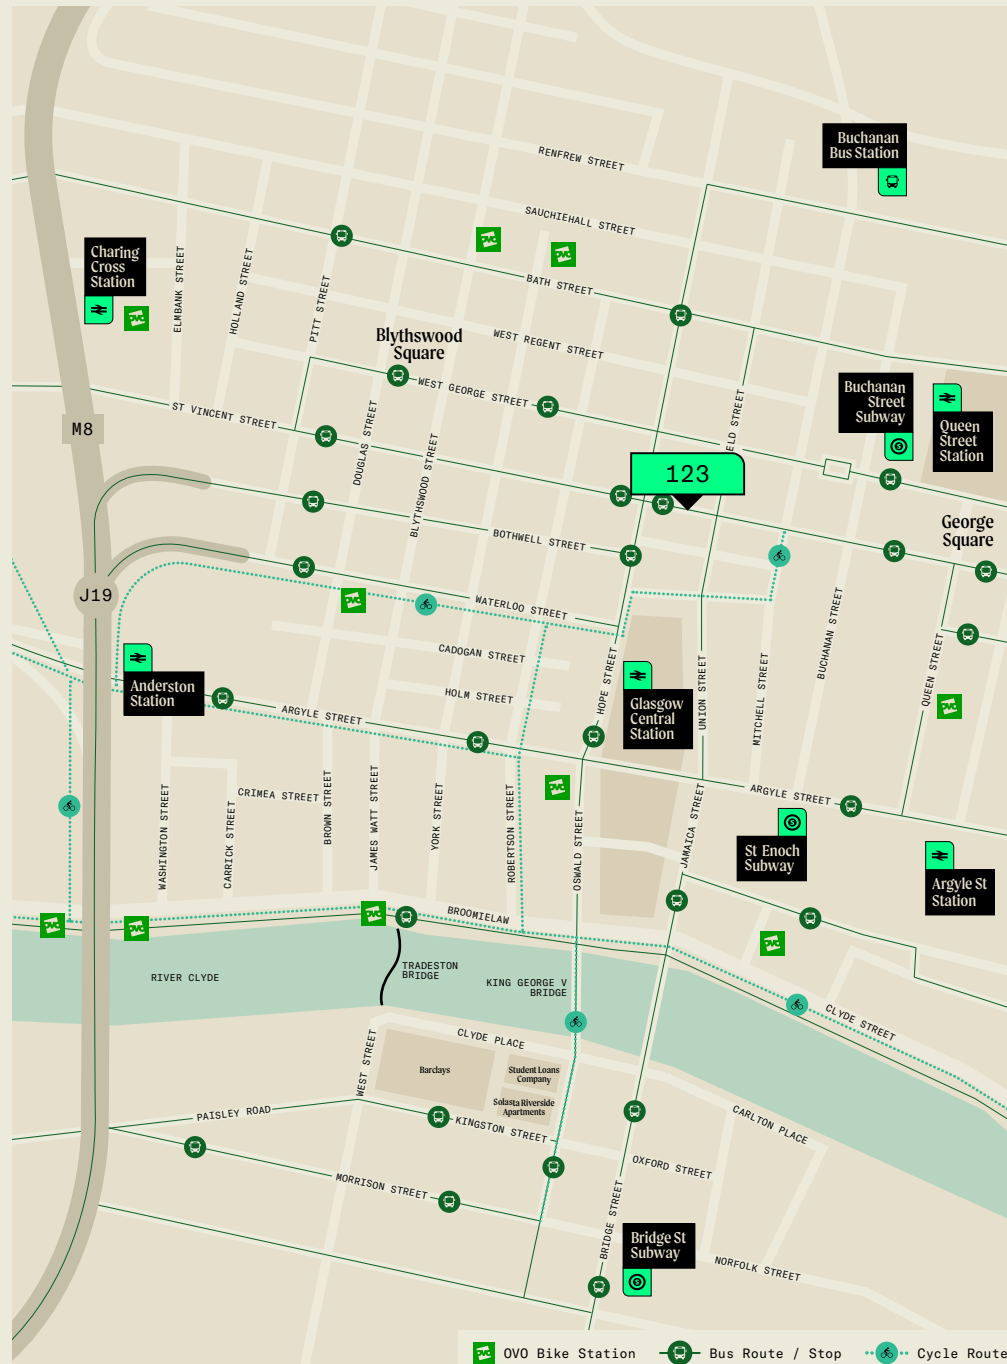 RENFREW STREET
Buchanan
Bus Station
SAUCHIEHALL STREET
Charing
Cross
Station
ELMBANK STREET
HOLLAND STREET
PITT STREET
BATH STREET
Blythswood
Square
WEST REGENT STREET
WEST GEORGE STREET
ST VINCENT STREET
M8
DOUGLAS STREET
BLYTHSWOOD STREET
ELD STREET
Buchanan
Street
Subway
Queen
Street
Station
123
BOTHWELL STREET
George
Square
J19
WATERLOO STREET
CADOGAN STREET
HOLM STREET
HOPE STREET
UNION STREET
MITCHELL STREET
BUCHANAN STREET
QUEEN STREET
Anderston
Station
ARGYLE STREET
Glasgow
Central
Station
WASHINGTON STREET
CRIMEA STREET
CARRICK STREET
BROWN STREET
JAMES WATT STREET
YORK STREET
ROBERTSON STREET
OSWALD STREET
JAMAICA STREET
ARGYLE STREET
St Enoch
Subway
Argyle St
Station
BROOMIELAW
RIVER CLYDE
TRADESTON
BRIDGE
KING GEORGE V
BRIDGE
CLYDE STREET
CLYDE PLACE
WEST STREET
Barclays
Student Loans
Company
Solasta Riverside
Apartments
PAISLEY ROAD
KINGSTON STREET
CARLTON PLACE
OXFORD STREET
MORRISON STREET
BRIDGE STREET
Bridge St
Subway
NORFOLK STREET
OVO Bike Station
Bus Route / Stop
Cycle Route